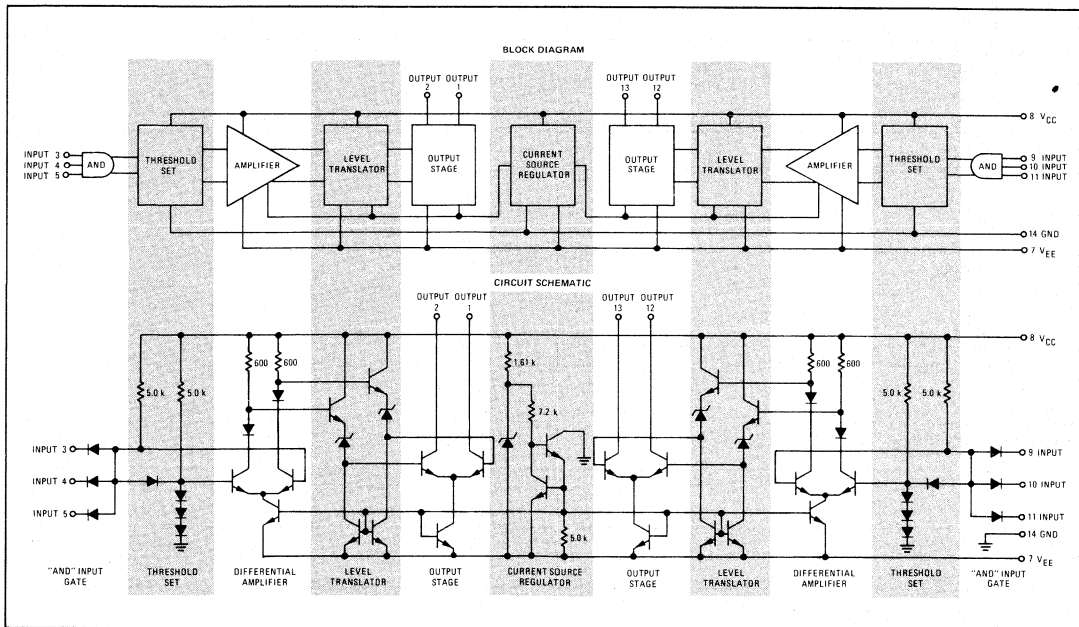 BLOCK DIAGRAM
OUTPUT OUTPUT
2 1
OUTPUT OUTPUT
13 12
8 VCC
INPUT 3
INPUT 4
INPUT 5
AND
THRESHOLD
SET
AMPLIFIER
LEVEL
TRANSLATOR
OUTPUT
STAGE
CURRENT
SOURCE
REGULATOR
OUTPUT
STAGE
LEVEL
TRANSLATOR
AMPLIFIER
THRESHOLD
SET
AND
9 INPUT
10 INPUT
11 INPUT
14 GND
7 VEE
CIRCUIT SCHEMATIC
OUTPUT OUTPUT
2 1
OUTPUT OUTPUT
13 12
8 VCC
5.0 k
5.0 k
600
600
1.61 k
7.2 k
5.0 k
600
600
5.0 k
5.0 k
INPUT 3
INPUT 4
INPUT 5
9 INPUT
10 INPUT
11 INPUT
14 GND
7 VEE
"AND" INPUT
GATE
THRESHOLD
SET
DIFFERENTIAL
AMPLIFIER
LEVEL
TRANSLATOR
OUTPUT
STAGE
CURRENT SOURCE
REGULATOR
OUTPUT
STAGE
LEVEL
TRANSLATOR
DIFFERENTIAL
AMPLIFIER
THRESHOLD
SET
"AND" INPUT
GATE